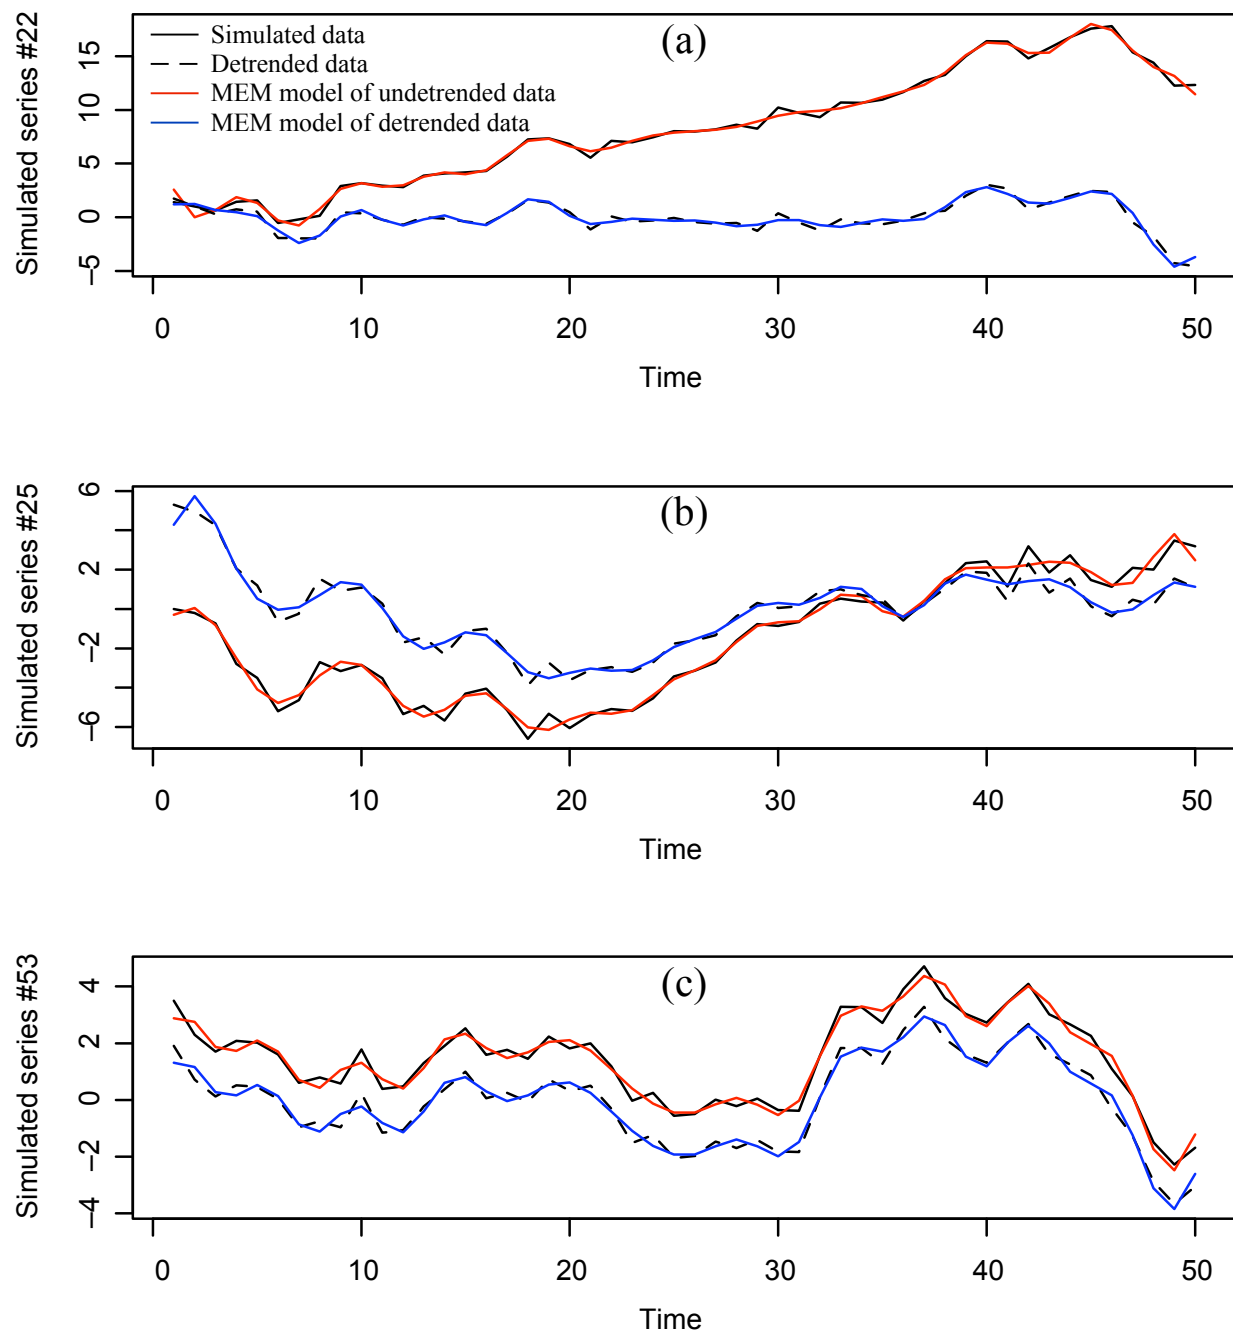 Simulated series #22
15
10
5
0
−5
Simulated data
Detrended data
MEM model of undetrended data
MEM model of detrended data
(a)
0 10 20 30 40 50
Time
Simulated series #25
6
2
−2
−6
(b)
0 10 20 30 40 50
Time
Simulated series #53
4
2
0
−2
−4
(c)
0 10 20 30 40 50
Time